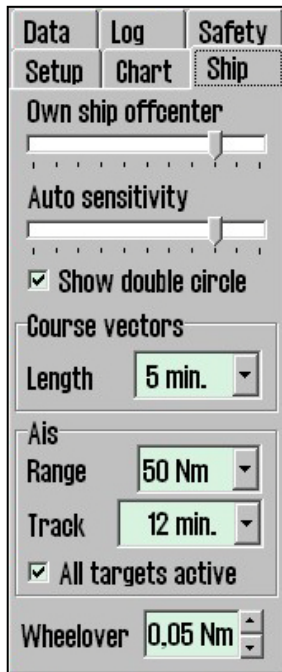 Data Log Safety
Setup Chart Ship
Own ship offcenter
Auto sensitivity
Show double circle
Course vectors
Length 5 min.
Ais
Range 50 Nm
Track 12 min.
All targets active
Wheelover 0,05 Nm